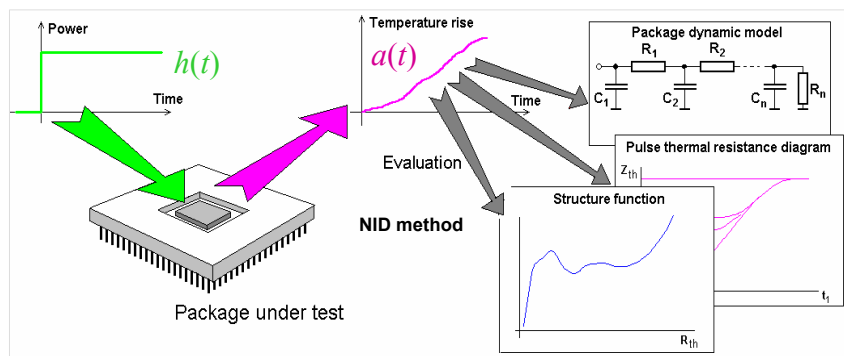 Power
h(t)
Time
Temperature rise
a(t)
Time
Package dynamic model
R1
R2
C1
C2
Cn
Rn
Pulse thermal resistance diagram
Zth
t1
Evaluation
NID method
Structure function
Rth
Package under test